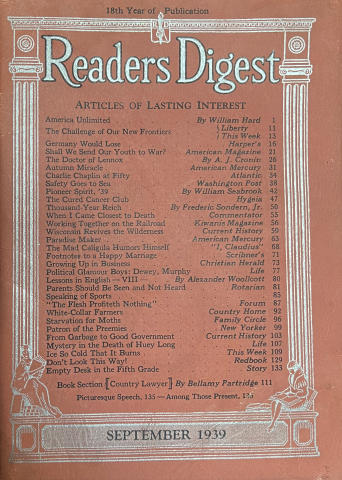 18th Year of Publication
Readers Digest
ARTICLES OF LASTING INTEREST
America Unlimited By William Hard 1
The Challenge of Our New Frontiers { Liberty 11
{ This Week 13
Germany Would Lose Harper's 16
Shall We Send Our Youth to War? American Magazine 21
The Doctor of Lennox By A. J. Cronin 26
Autumn Miracle American Mercury 31
Charlie Chaplin at Fifty Atlantic 34
Safety Goes to Sea Washington Post 38
Pioneer Spirit, '39 By William Seabrook 42
The Cured Cancer Club Hygeia 47
Thousand-Year Reich By Frederic Sondern, Jr. 50
When I Came Closest to Death Commentator 55
Working Together on the Railroad Kiwanis Magazine 56
Wisconsin Revives the Wilderness Current History 59
Paradise Maker American Mercury 63
The Mad Caligula Humors Himself "I, Claudius" 68
Footnotes to a Happy Marriage Scribner's 71
Growing Up in Business Christian Herald 73
Political Glamour Boys: Dewey, Murphy Life 77
Lessons in English — VIII By Alexander Woollcott 80
Parents Should Be Seen and Not Heard Rotarian 81
Speaking of Sports 85
"The Flesh Profiteth Nothing" Forum 87
White-Collar Farmers Country Home 92
Starvation for Moths Family Circle 96
Patron of the Preemies New Yorker 99
From Garbage to Good Government Current History 103
Mystery in the Death of Huey Long Life 107
Ice So Cold That It Burns This Week 109
Don't Look This Way! Redbook 129
Empty Desk in the Fifth Grade Story 133
Book Section [Country Lawyer] By Bellamy Partridge 111
Picturesque Speech, 135 — Among Those Present,
SEPTEMBER 1939